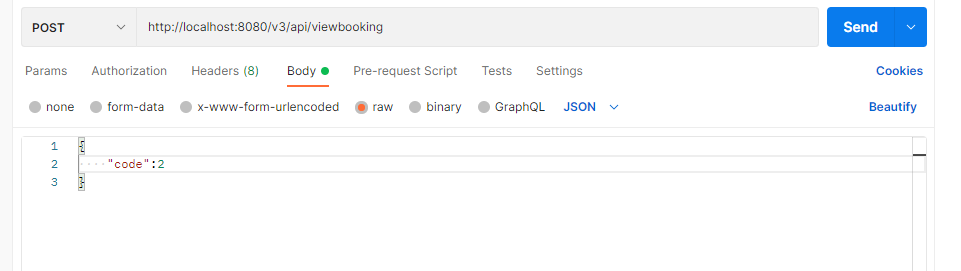 POST http://localhost:8080/v3/api/viewbooking Send
Params Authorization Headers (8) Body Pre-request Script Tests Settings Cookies
none form-data x-www-form-urlencoded raw binary GraphQL JSON Beautify
1 {
2 "code":2
3 }